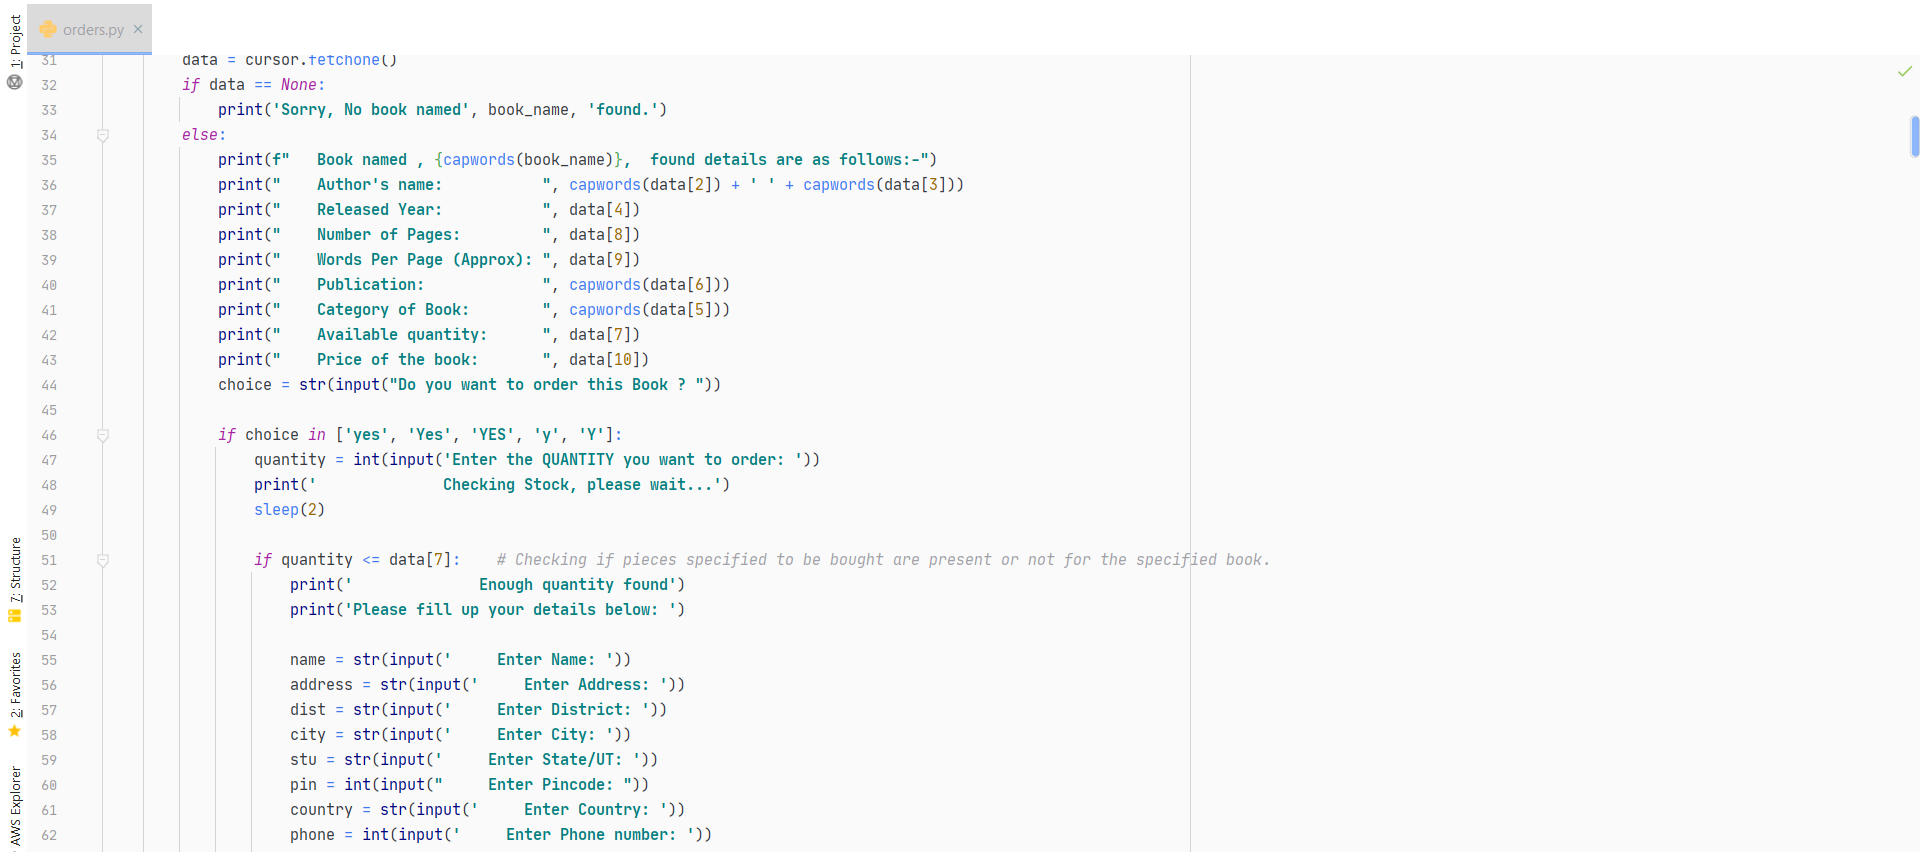 1: Project
orders.py
31 data = cursor.fetchone()
32 if data == None:
33 print('Sorry, No book named', book_name, 'found.')
34 else:
35 print(f"   Book named , {capwords(book_name)},  found details are as follows:-")
36 print("    Author's name:           ", capwords(data[2]) + ' ' + capwords(data[3]))
37 print("    Released Year:           ", data[4])
38 print("    Number of Pages:         ", data[8])
39 print("    Words Per Page (Approx): ", data[9])
40 print("    Publication:             ", capwords(data[6]))
41 print("    Category of Book:        ", capwords(data[5]))
42 print("    Available quantity:      ", data[7])
43 print("    Price of the book:       ", data[10])
44 choice = str(input("Do you want to order this Book ? "))
45
46 if choice in ['yes', 'Yes', 'YES', 'y', 'Y']:
47 quantity = int(input('Enter the QUANTITY you want to order: '))
48 print('              Checking Stock, please wait...')
49 sleep(2)
50
51 if quantity <= data[7]:    # Checking if pieces specified to be bought are present or not for the specified book.
52 print('              Enough quantity found')
53 print('Please fill up your details below: ')
54
55 name = str(input('     Enter Name: '))
56 address = str(input('     Enter Address: '))
57 dist = str(input('     Enter District: '))
58 city = str(input('     Enter City: '))
59 stu = str(input('     Enter State/UT: '))
60 pin = int(input("     Enter Pincode: "))
61 country = str(input('     Enter Country: '))
62 phone = int(input('     Enter Phone number: '))
7: Structure
2: Favorites
AWS Explorer